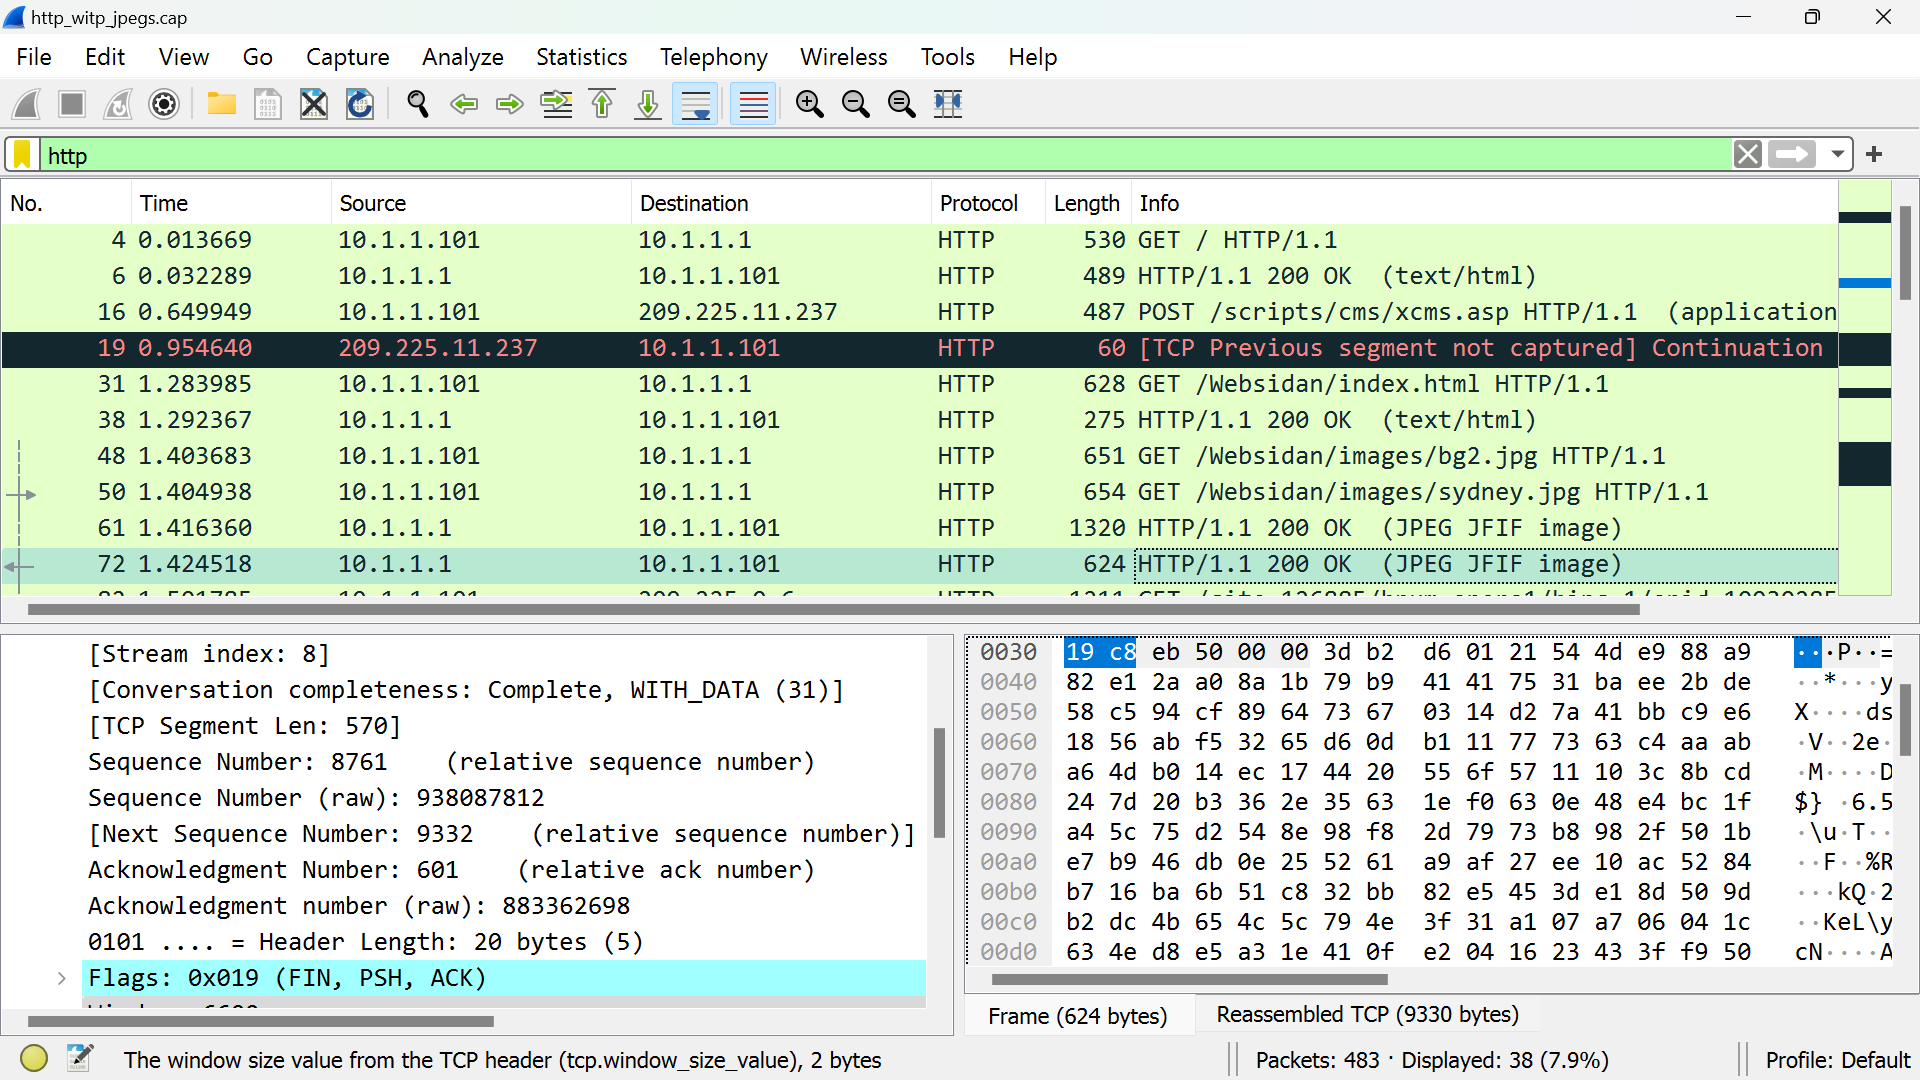 http_witp_jpegs.cap
File Edit View Go Capture Analyze Statistics Telephony Wireless Tools Help
http
No. Time Source Destination Protocol Length Info
4 0.013669 10.1.1.101 10.1.1.1 HTTP 530 GET / HTTP/1.1
6 0.032289 10.1.1.1 10.1.1.101 HTTP 489 HTTP/1.1 200 OK (text/html)
16 0.649949 10.1.1.101 209.225.11.237 HTTP 487 POST /scripts/cms/xcms.asp HTTP/1.1 (application
19 0.954640 209.225.11.237 10.1.1.101 HTTP 60 [TCP Previous segment not captured] Continuation
31 1.283985 10.1.1.101 10.1.1.1 HTTP 628 GET /Websidan/index.html HTTP/1.1
38 1.292367 10.1.1.1 10.1.1.101 HTTP 275 HTTP/1.1 200 OK (text/html)
48 1.403683 10.1.1.101 10.1.1.1 HTTP 651 GET /Websidan/images/bg2.jpg HTTP/1.1
50 1.404938 10.1.1.101 10.1.1.1 HTTP 654 GET /Websidan/images/sydney.jpg HTTP/1.1
61 1.416360 10.1.1.1 10.1.1.101 HTTP 1320 HTTP/1.1 200 OK (JPEG JFIF image)
72 1.424518 10.1.1.1 10.1.1.101 HTTP 624 HTTP/1.1 200 OK (JPEG JFIF image)
[Stream index: 8]
[Conversation completeness: Complete, WITH_DATA (31)]
[TCP Segment Len: 570]
Sequence Number: 8761 (relative sequence number)
Sequence Number (raw): 938087812
[Next Sequence Number: 9332 (relative sequence number)]
Acknowledgment Number: 601 (relative ack number)
Acknowledgment number (raw): 883362698
0101 .... = Header Length: 20 bytes (5)
Flags: 0x019 (FIN, PSH, ACK)
0030 19 c8 eb 50 00 00 3d b2 d6 01 21 54 4d e9 88 a9 ···P··=
0040 82 e1 2a a0 8a 1b 79 b9 41 41 75 31 ba ee 2b de ··*···y
0050 58 c5 94 cf 89 64 73 67 03 14 d2 7a 41 bb c9 e6 X····ds
0060 18 56 ab f5 32 65 d6 0d b1 11 77 73 63 c4 aa ab ·V··2e·
0070 a6 4d b0 14 ec 17 44 20 55 6f 57 11 10 3c 8b cd ·M····D
0080 24 7d 20 b3 36 2e 35 63 1e f0 63 0e 48 e4 bc 1f $} ·6.5
0090 a4 5c 75 d2 54 8e 98 f8 2d 79 73 b8 98 2f 50 1b ·\u·T··
00a0 e7 b9 46 db 0e 25 52 61 a9 af 27 ee 10 ac 52 84 ··F··%R
00b0 b7 16 ba 6b 51 c8 32 bb 82 e5 45 3d e1 8d 50 9d ···kQ·2
00c0 b2 dc 4b 65 4c 5c 79 4e 3f 31 a1 07 a7 06 04 1c ··KeL\y
00d0 63 4e d8 e5 a3 1e 41 0f e2 04 16 23 43 3f f9 50 cN····A
Frame (624 bytes) Reassembled TCP (9330 bytes)
The window size value from the TCP header (tcp.window_size_value), 2 bytes Packets: 483 · Displayed: 38 (7.9%) Profile: Default